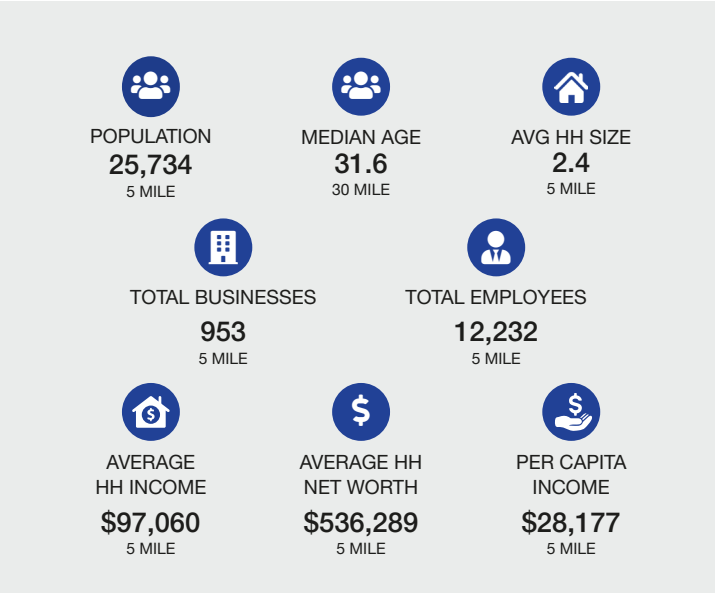 POPULATION
25,734
5 MILE
MEDIAN AGE
31.6
30 MILE
AVG HH SIZE
2.4
5 MILE
TOTAL BUSINESSES
953
5 MILE
TOTAL EMPLOYEES
12,232
5 MILE
AVERAGE
HH INCOME
$97,060
5 MILE
AVERAGE HH
NET WORTH
$536,289
5 MILE
PER CAPITA
INCOME
$28,177
5 MILE